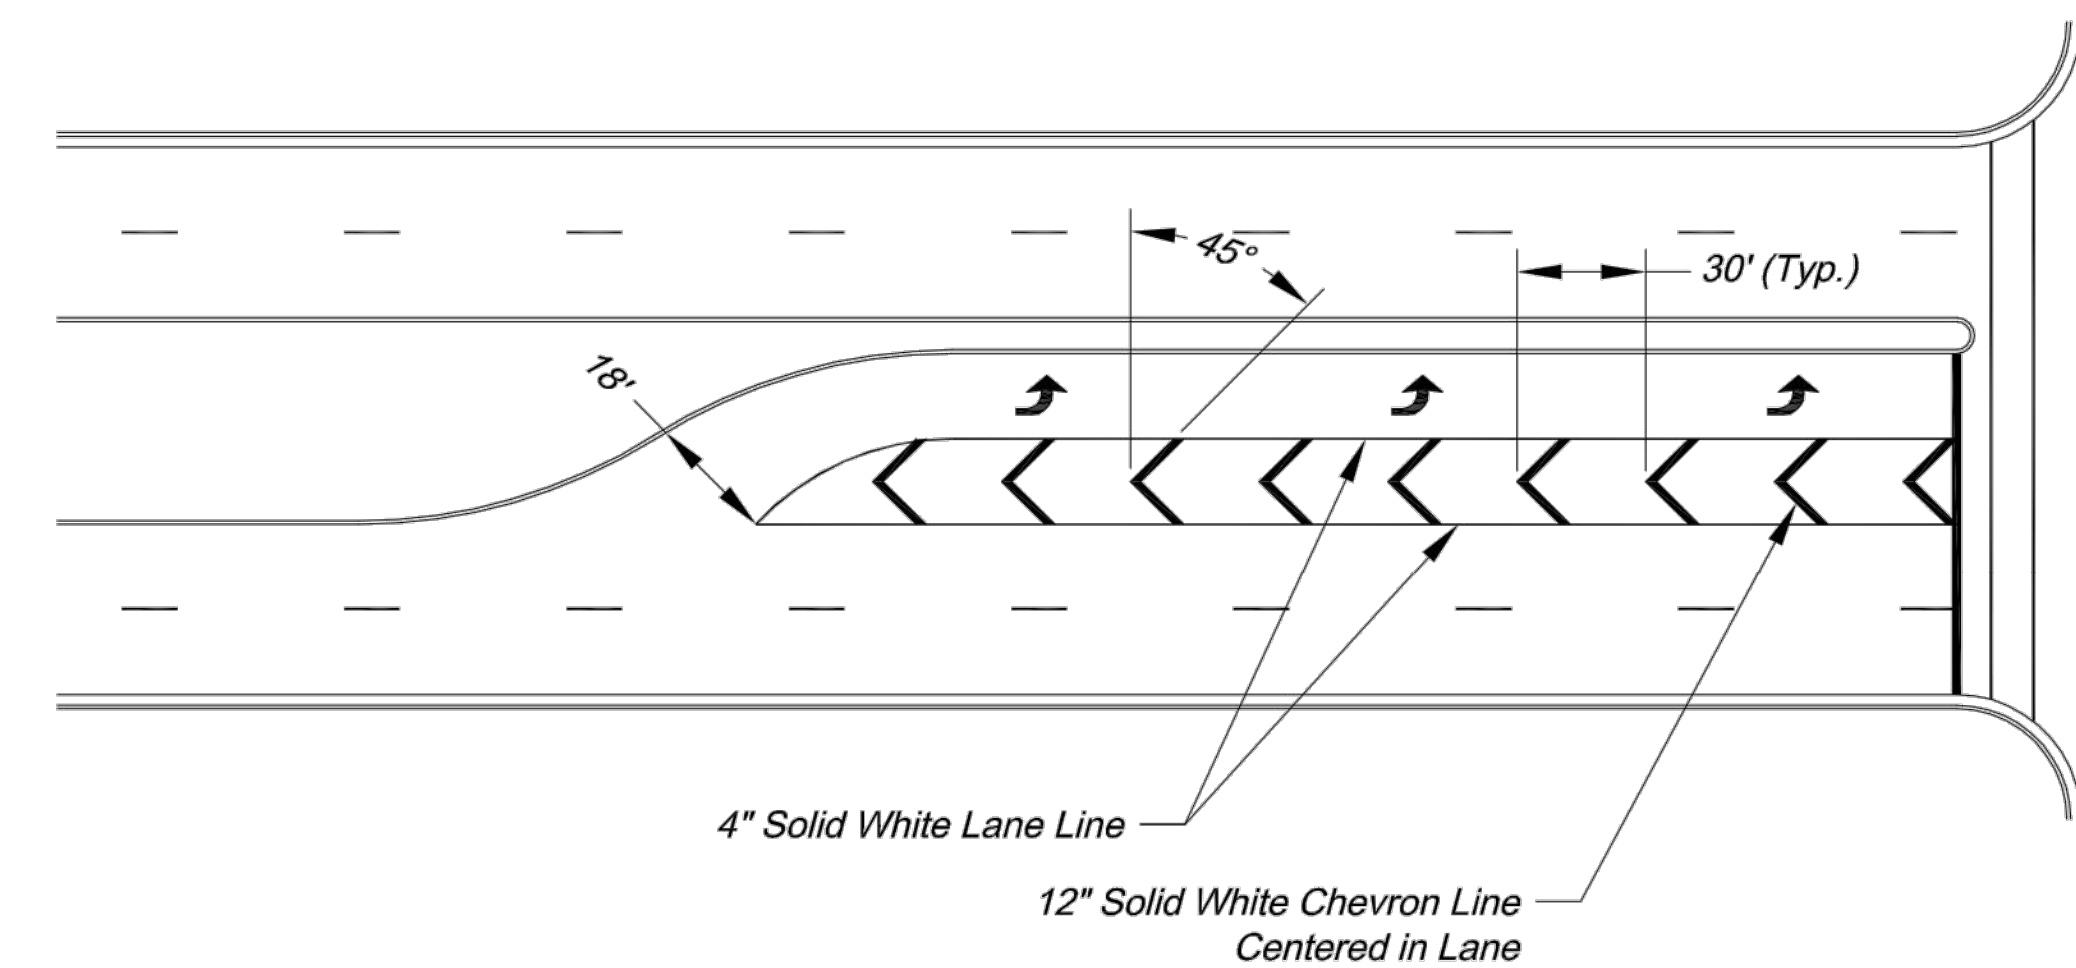 45°
30' (Typ.)
18'
4" Solid White Lane Line
12" Solid White Chevron Line
Centered in Lane